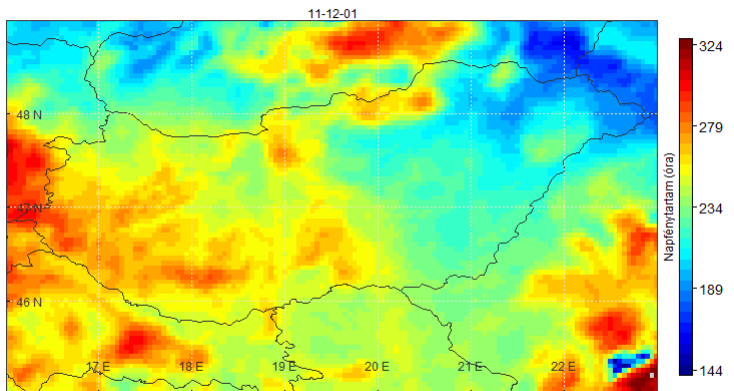 11-12-01
48 N
47 N
46 N
17 E
18 E
19 E
20 E
21 E
22 E
324
279
234
189
144
Napfénytartam (óra)